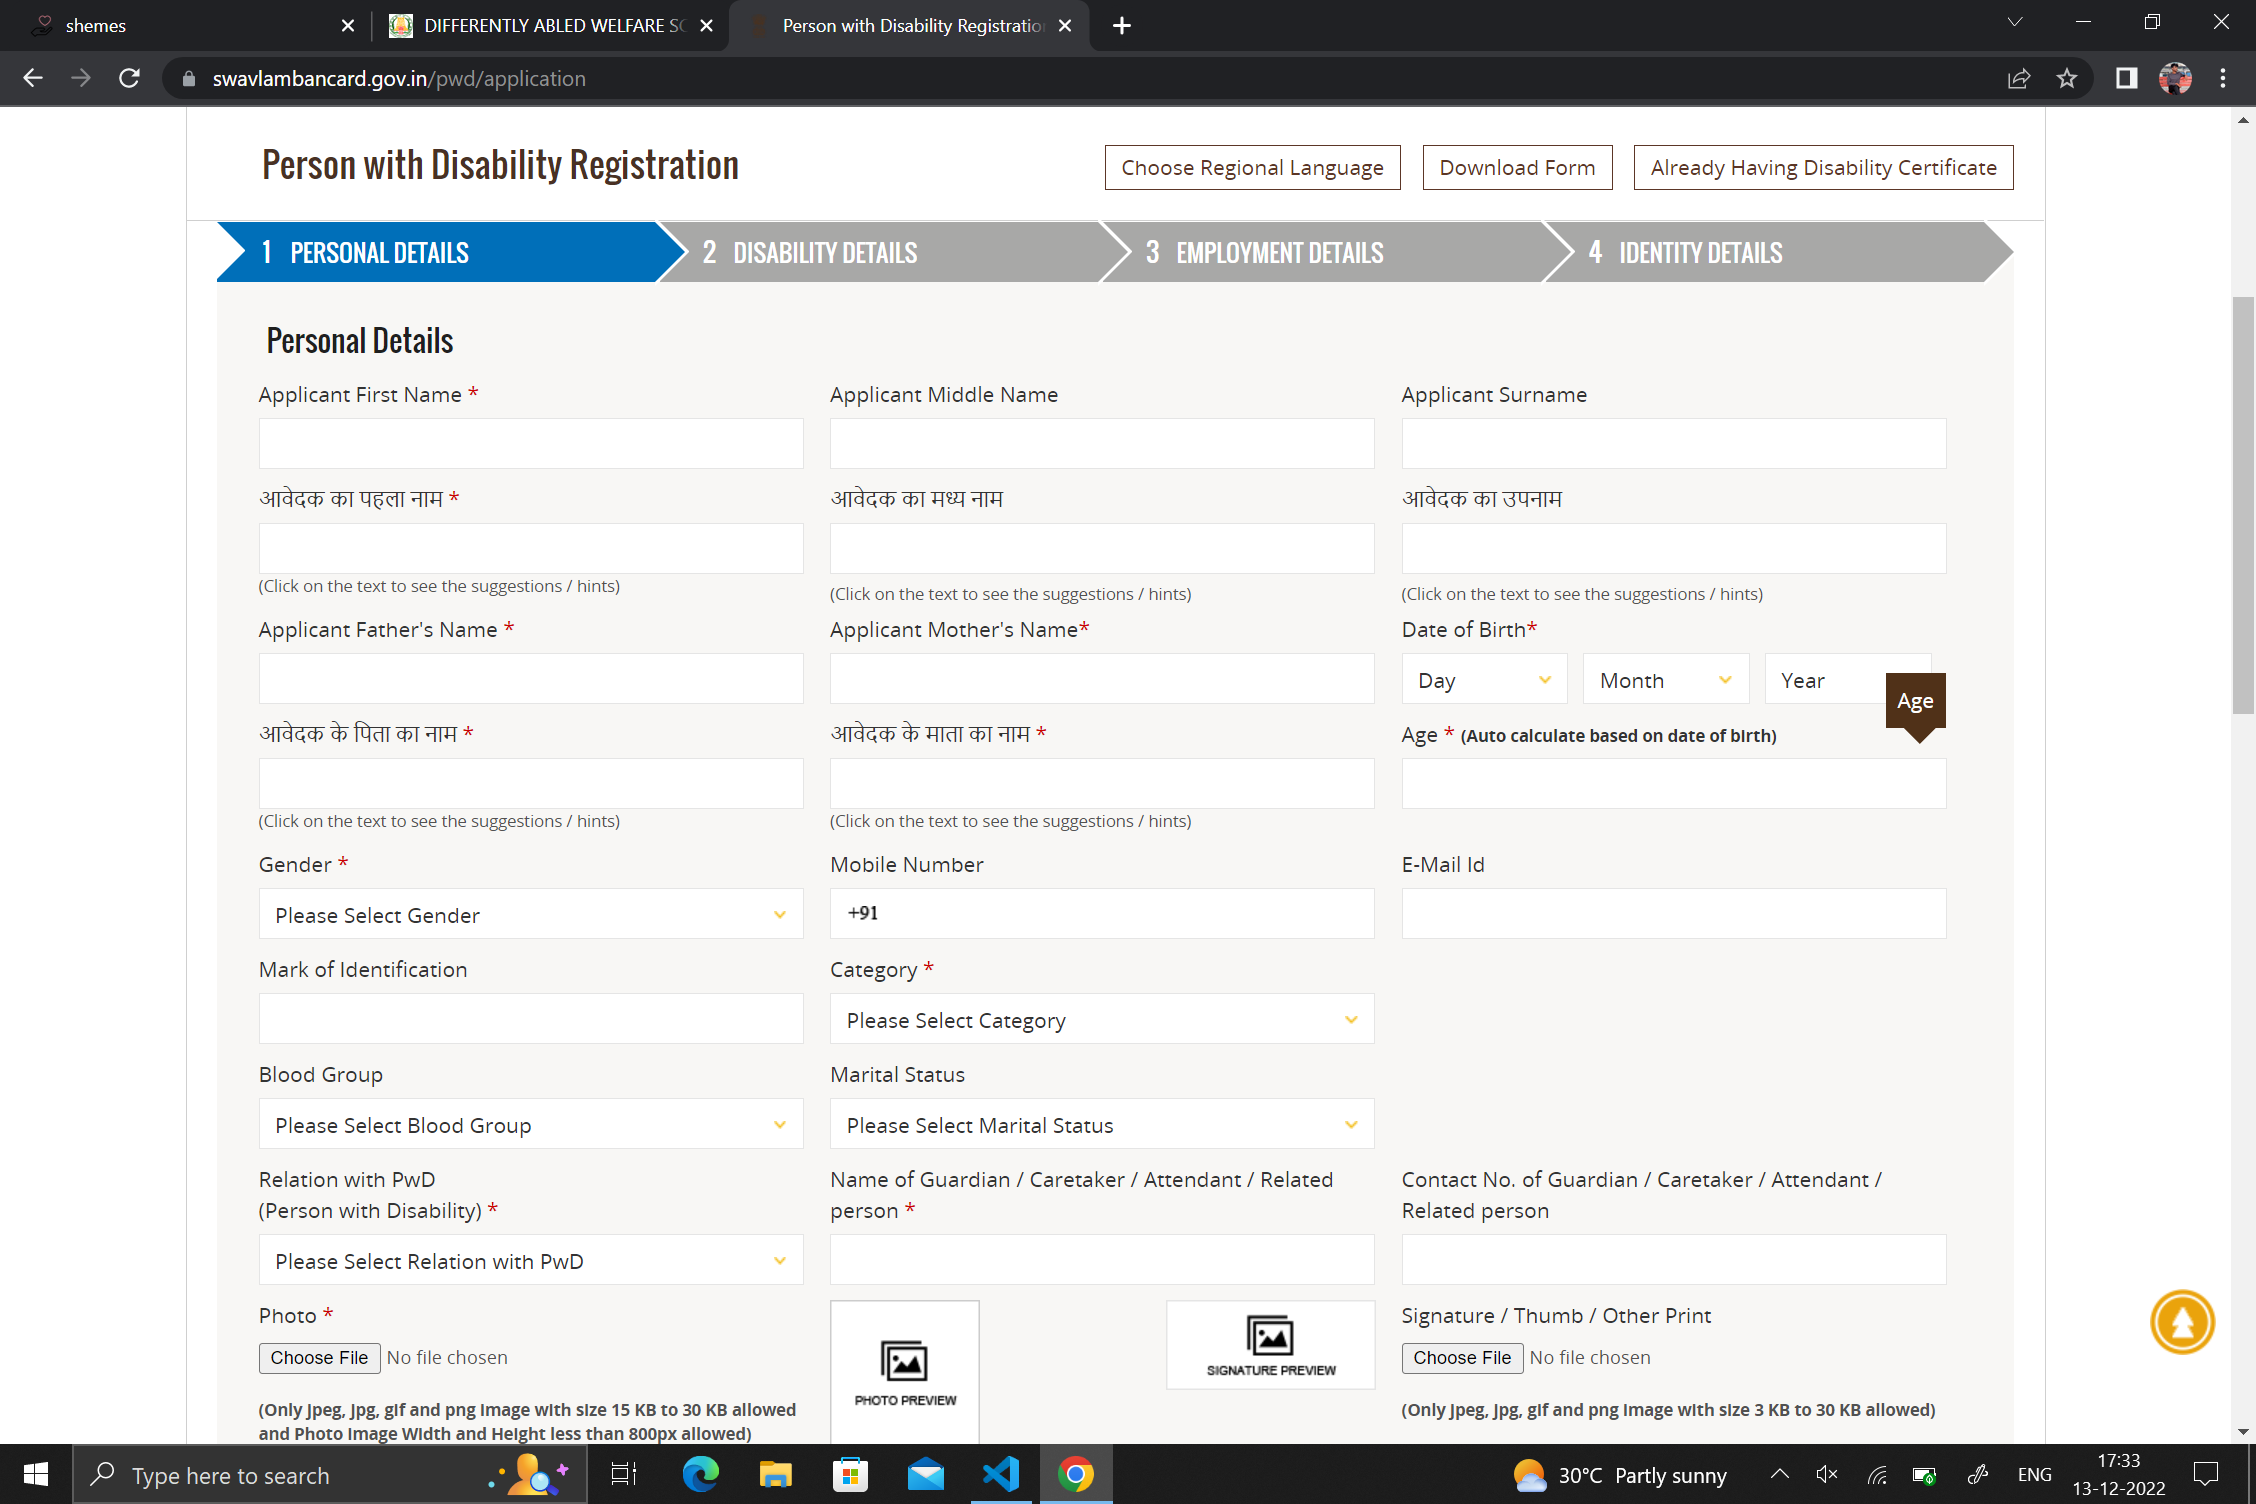 shemes
DIFFERENTLY ABLED WELFARE SC
Person with Disability Registratio
swavlambancard.gov.in/pwd/application
Person with Disability Registration
Choose Regional Language
Download Form
Already Having Disability Certificate
1 PERSONAL DETAILS
2 DISABILITY DETAILS
3 EMPLOYMENT DETAILS
4 IDENTITY DETAILS
Personal Details
Applicant First Name *
Applicant Middle Name
Applicant Surname
आवेदक का पहला नाम *
आवेदक का मध्य नाम
आवेदक का उपनाम
(Click on the text to see the suggestions / hints)
(Click on the text to see the suggestions / hints)
(Click on the text to see the suggestions / hints)
Applicant Father's Name *
Applicant Mother's Name*
Date of Birth*
Day
Month
Year
Age
आवेदक के पिता का नाम *
आवेदक के माता का नाम *
Age * (Auto calculate based on date of birth)
(Click on the text to see the suggestions / hints)
(Click on the text to see the suggestions / hints)
Gender *
Mobile Number
E-Mail Id
Please Select Gender
+91
Mark of Identification
Category *
Please Select Category
Blood Group
Marital Status
Please Select Blood Group
Please Select Marital Status
Relation with PwD
(Person with Disability) *
Name of Guardian / Caretaker / Attendant / Related
person *
Contact No. of Guardian / Caretaker / Attendant /
Related person
Please Select Relation with PwD
Photo *
Choose File No file chosen
(Only jpeg, jpg, gif and png image with size 15 KB to 30 KB allowed
and Photo Image Width and Height less than 800px allowed)
PHOTO PREVIEW
SIGNATURE PREVIEW
Signature / Thumb / Other Print
Choose File No file chosen
(Only jpeg, jpg, gif and png image with size 3 KB to 30 KB allowed)
Type here to search
30°C Partly sunny
ENG
17:33
13-12-2022